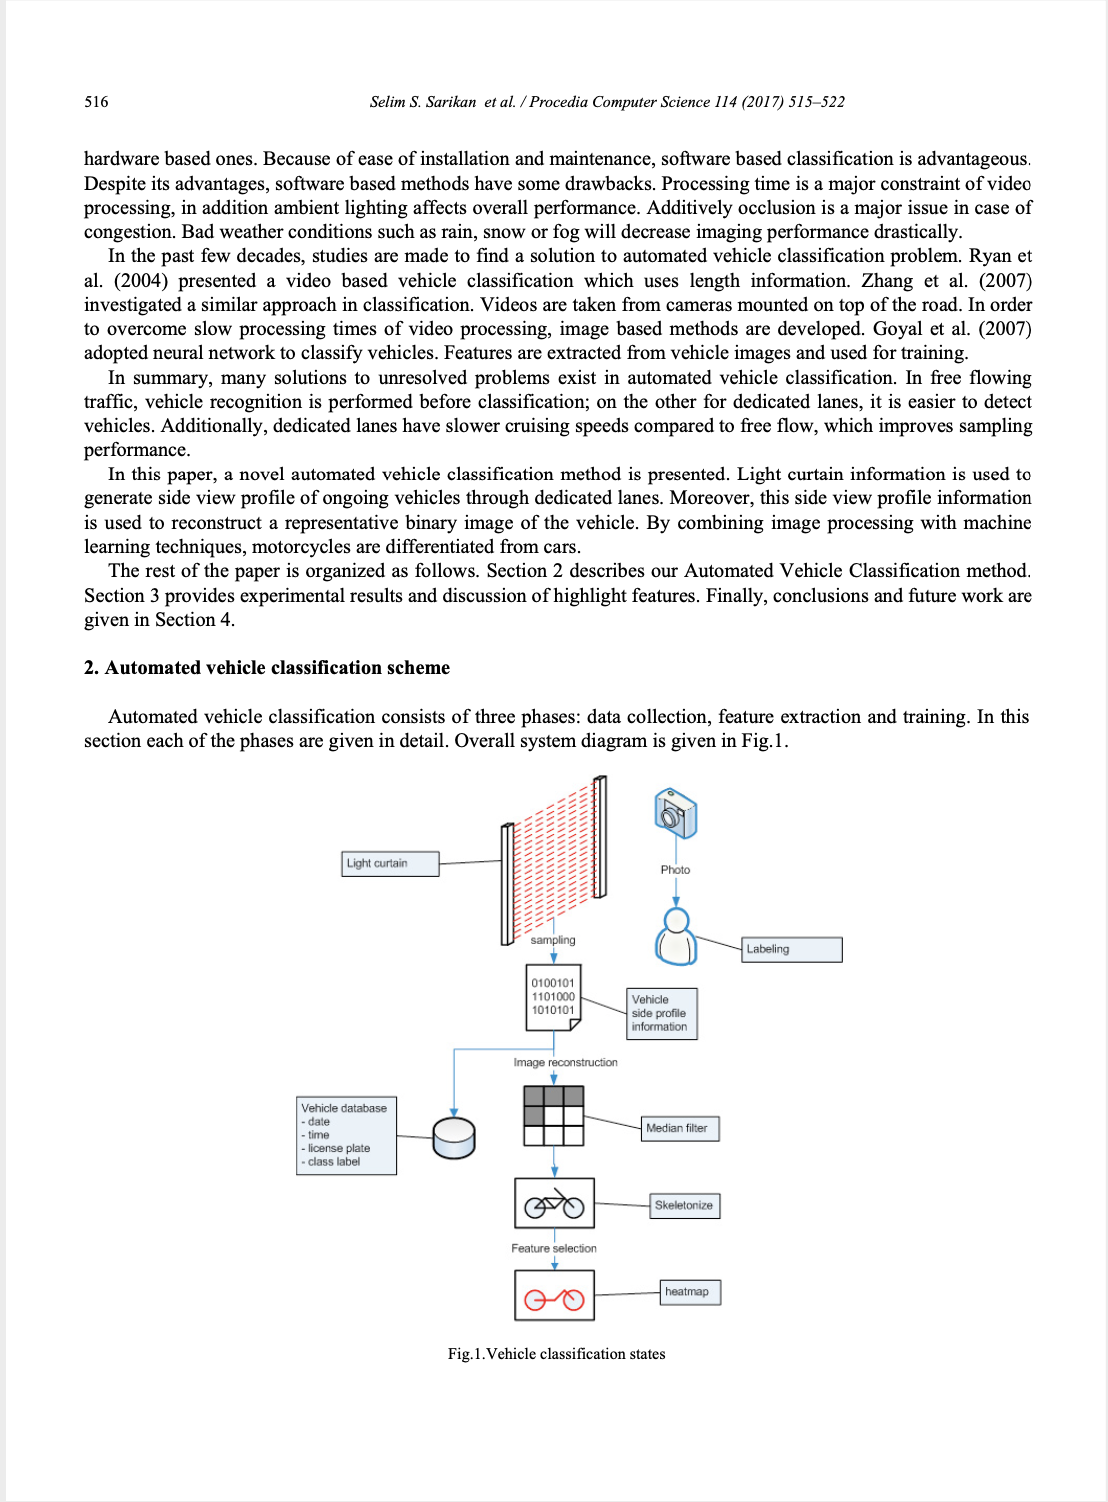 516
Selim S. Sarikan et al. / Procedia Computer Science 114 (2017) 515–522
hardware based ones. Because of ease of installation and maintenance, software based classification is advantageous.
Despite its advantages, software based methods have some drawbacks. Processing time is a major constraint of video
processing, in addition ambient lighting affects overall performance. Additively occlusion is a major issue in case of
congestion. Bad weather conditions such as rain, snow or fog will decrease imaging performance drastically.
In the past few decades, studies are made to find a solution to automated vehicle classification problem. Ryan et
al. (2004) presented a video based vehicle classification which uses length information. Zhang et al. (2007)
investigated a similar approach in classification. Videos are taken from cameras mounted on top of the road. In order
to overcome slow processing times of video processing, image based methods are developed. Goyal et al. (2007)
adopted neural network to classify vehicles. Features are extracted from vehicle images and used for training.
In summary, many solutions to unresolved problems exist in automated vehicle classification. In free flowing
traffic, vehicle recognition is performed before classification; on the other for dedicated lanes, it is easier to detect
vehicles. Additionally, dedicated lanes have slower cruising speeds compared to free flow, which improves sampling
performance.
In this paper, a novel automated vehicle classification method is presented. Light curtain information is used to
generate side view profile of ongoing vehicles through dedicated lanes. Moreover, this side view profile information
is used to reconstruct a representative binary image of the vehicle. By combining image processing with machine
learning techniques, motorcycles are differentiated from cars.
The rest of the paper is organized as follows. Section 2 describes our Automated Vehicle Classification method.
Section 3 provides experimental results and discussion of highlight features. Finally, conclusions and future work are
given in Section 4.
2. Automated vehicle classification scheme
Automated vehicle classification consists of three phases: data collection, feature extraction and training. In this
section each of the phases are given in detail. Overall system diagram is given in Fig.1.
Light curtain
Photo
sampling
Labeling
0100101
1101000
1010101
Vehicle
side profile
information
Image reconstruction
Vehicle database
- date
- time
- license plate
- class label
Median filter
Skeletonize
Feature selection
heatmap
Fig.1.Vehicle classification states